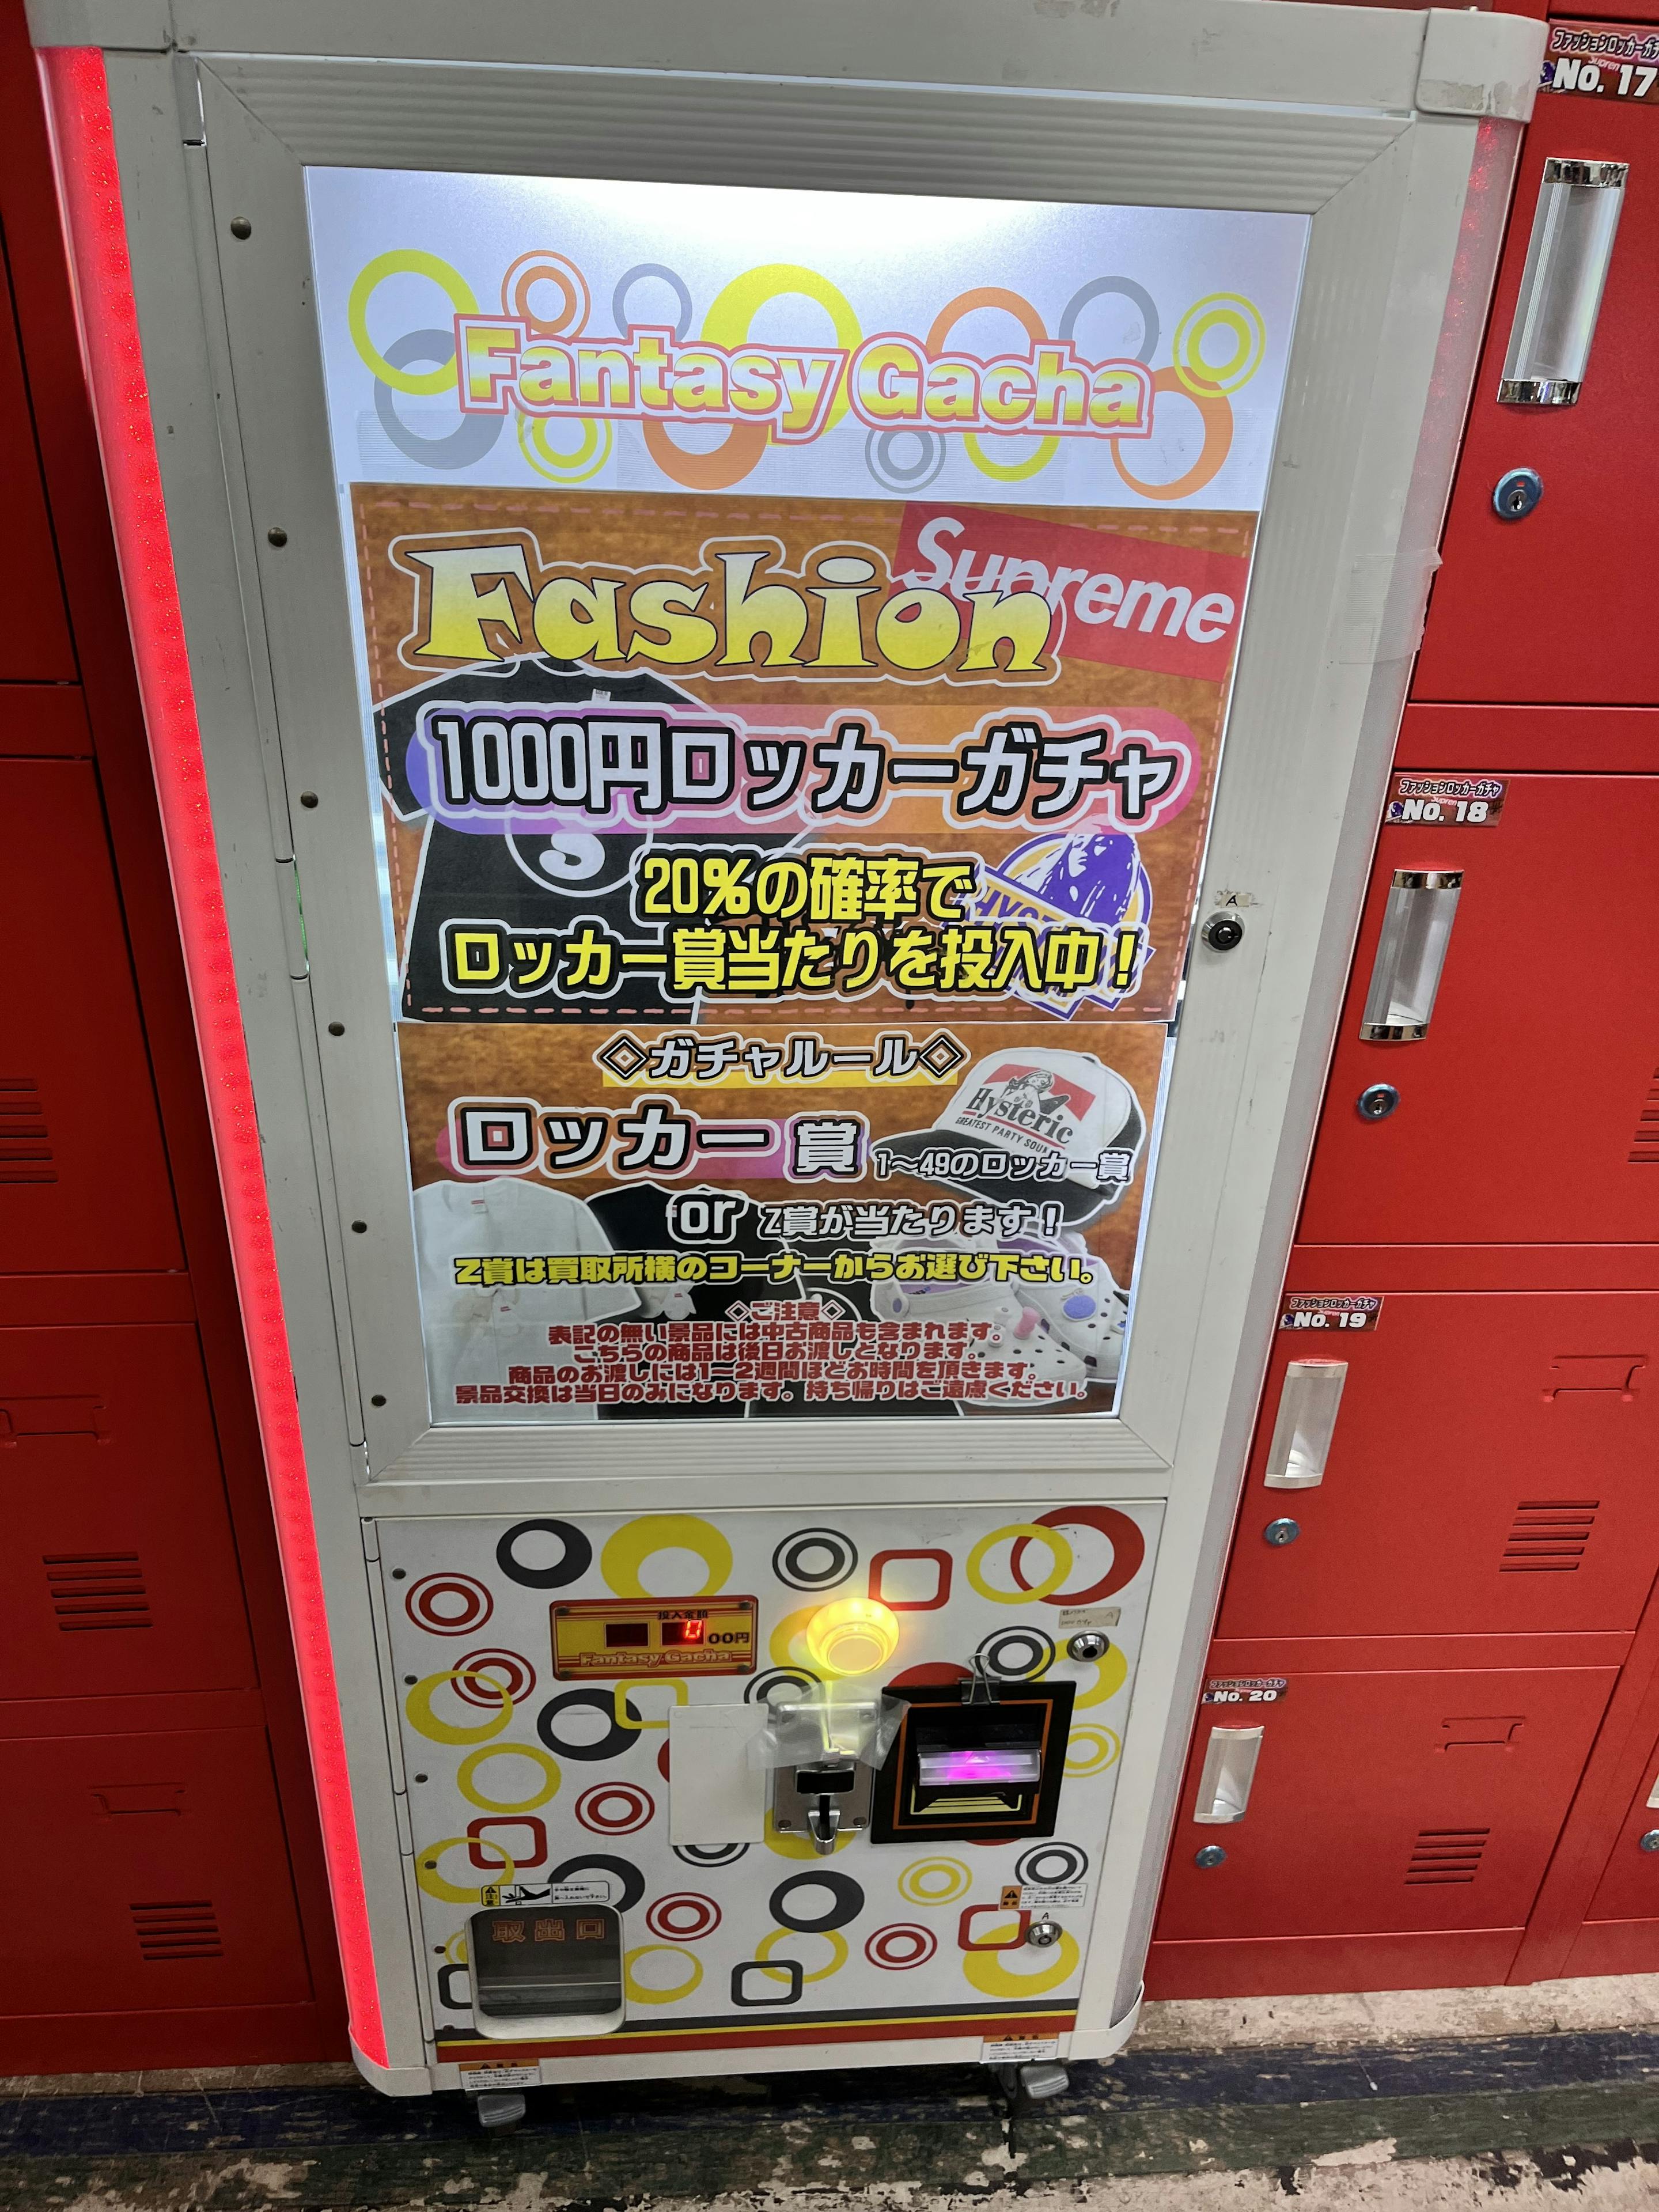 Fantasy Gacha
Supreme
Fashion
1000円ロッカーガチャ
S
20%の確率で
ロッカー賞当たりを投入中！
◇ガチャルール◇
Hysteric
GREATEST PARTY SOUN
ロッカー賞 1〜49のロッカー賞
or Z賞が当たります！
Z賞は買取所横のコーナーからお選び下さい。
◇ご注意◇
表記の無い景品には中古商品も含まれます。
こちらの商品は後日お渡しとなります。
商品のお渡しには1〜2週間ほどお時間を頂きます。
景品交換は当日のみになります。持ち帰りはご遠慮ください。
A
投入金額
0 00円
Fantasy Gacha
A
取出口
A
ファッションロッカーガチ
No. 17
ファッションロッカーガチャ
No. 18
ファッションロッカーガチャ
No. 19
ファッションロッカーガチャ
No. 20